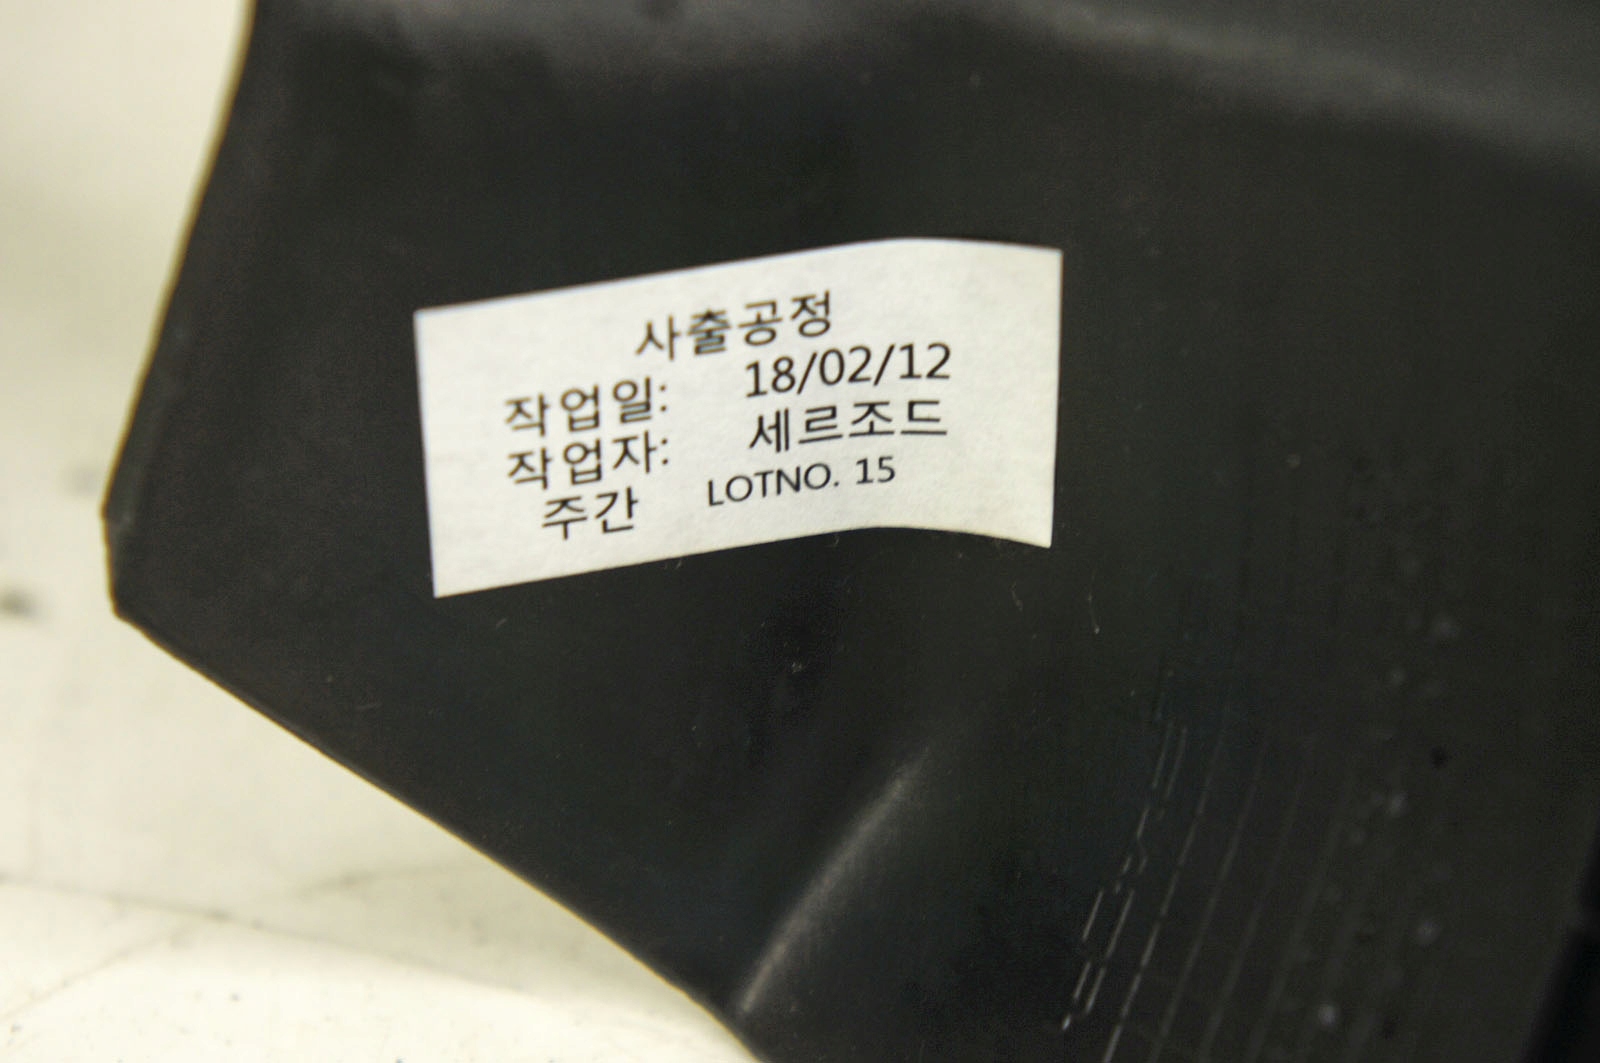 사출공정
작업일: 18/02/12
작업자: 세르조드
주간 LOTNO. 15